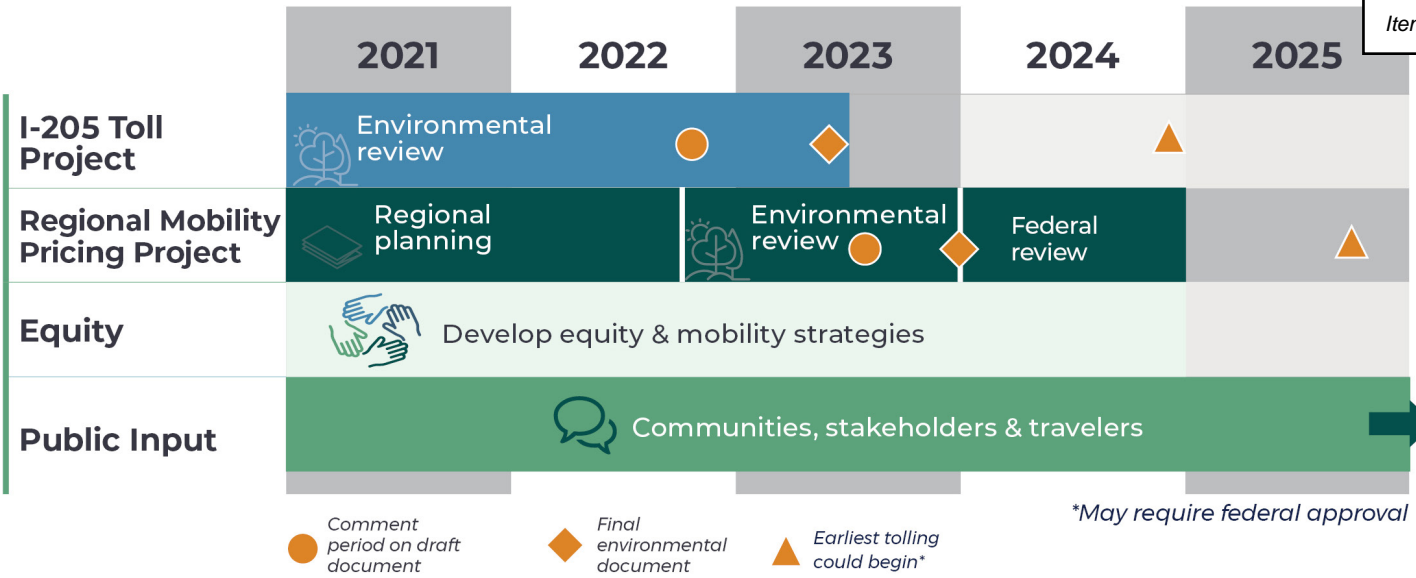 Iter
2021 2022 2023 2024 2025
I-205 Toll
Project
Environmental
review
Regional Mobility
Pricing Project
Regional
planning
Environmental
review
Federal
review
Equity
Develop equity & mobility strategies
Public Input
Communities, stakeholders & travelers
*May require federal approval
Comment
period on draft
document
Final
environmental
document
Earliest tolling
could begin*